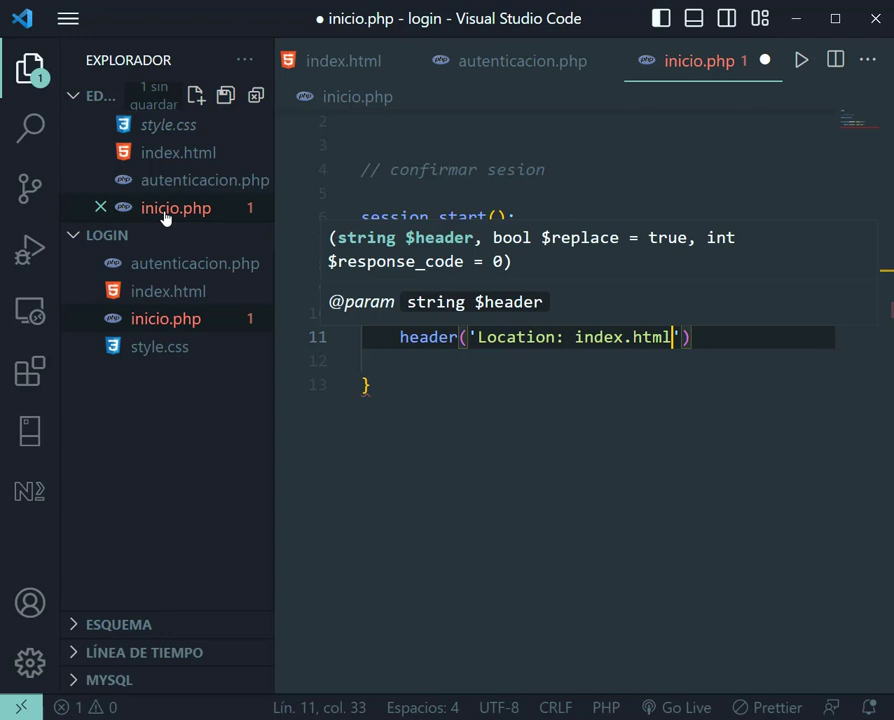 ● inicio.php - login - Visual Studio Code
EXPLORADOR
index.html
autenticacion.php
inicio.php 1
ED...
1 sin guardar
inicio.php
style.css
index.html
autenticacion.php
inicio.php 1
LOGIN
autenticacion.php
index.html
inicio.php 1
style.css
2
3
4 // confirmar sesion
5
6 session_start();
(string $header, bool $replace = true, int
$response_code = 0)
@param string $header
11 header('Location: index.html')
12
13 }
ESQUEMA
LÍNEA DE TIEMPO
MYSQL
1 0 Lín. 11, col. 33 Espacios: 4 UTF-8 CRLF PHP Go Live Prettier